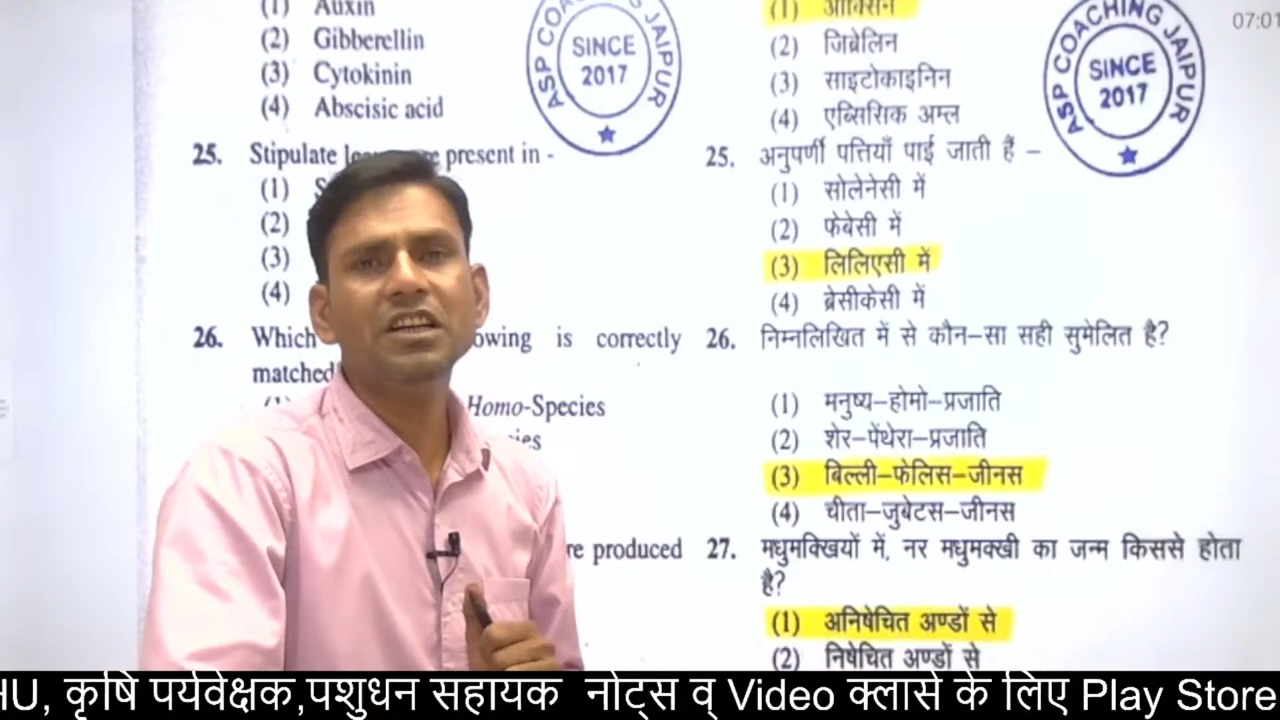 (1) Auxin
(2) Gibberellin
(3) Cytokinin
(4) Abscisic acid
25. Stipulate present in -
(1)
(2)
(3)
(4)
26. Which owing is correctly
matched
Homo-Species
ies
re produced
(1) ऑक्सिन
(2) जिब्रेलिन
(3) साइटोकाइनिन
(4) एब्सिसिक अम्ल
25. अनुपर्णी पत्तियाँ पाई जाती हैं –
(1) सोलेनेसी में
(2) फेबेसी में
(3) लिलिएसी में
(4) ब्रेसीकेसी में
26. निम्नलिखित में से कौन–सा सही सुमेलित है?
(1) मनुष्य–होमो–प्रजाति
(2) शेर–पेंथेरा–प्रजाति
(3) बिल्ली–फेलिस–जीनस
(4) चीता–जुबेटस–जीनस
27. मधुमक्खियों में, नर मधुमक्खी का जन्म किससे होता
है?
(1) अनिषेचित अण्डों से
(2) निषेचित अण्डों से
ASP COACHING JAIPUR
SINCE
2017
ASP COACHING JAIPUR
SINCE
2017
07:01
HU, कृषि पर्यवेक्षक,पशुधन सहायक नोट्स व् Video क्लासे के लिए Play Store